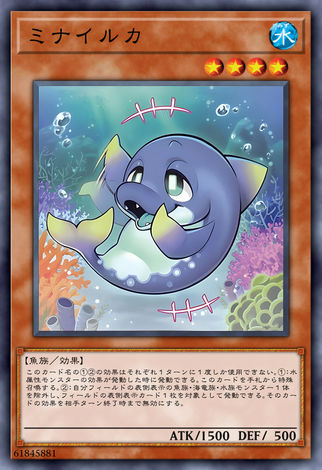 ミナイルカ
水
【魚族／効果】
このカード名の①②の効果はそれぞれ１ターンに１度しか使用できない。①：水
属性モンスターの効果が発動した時に発動できる。このカードを手札から特殊
召喚する。②：自分フィールドの表側表示の魚族・海竜族・水族モンスター１体
を除外し、フィールドの表側表示カード１枚を対象として発動できる。そのカー
ドの効果を相手ターン終了時まで無効にする。
ATK/1500 DEF/ 500
61845881